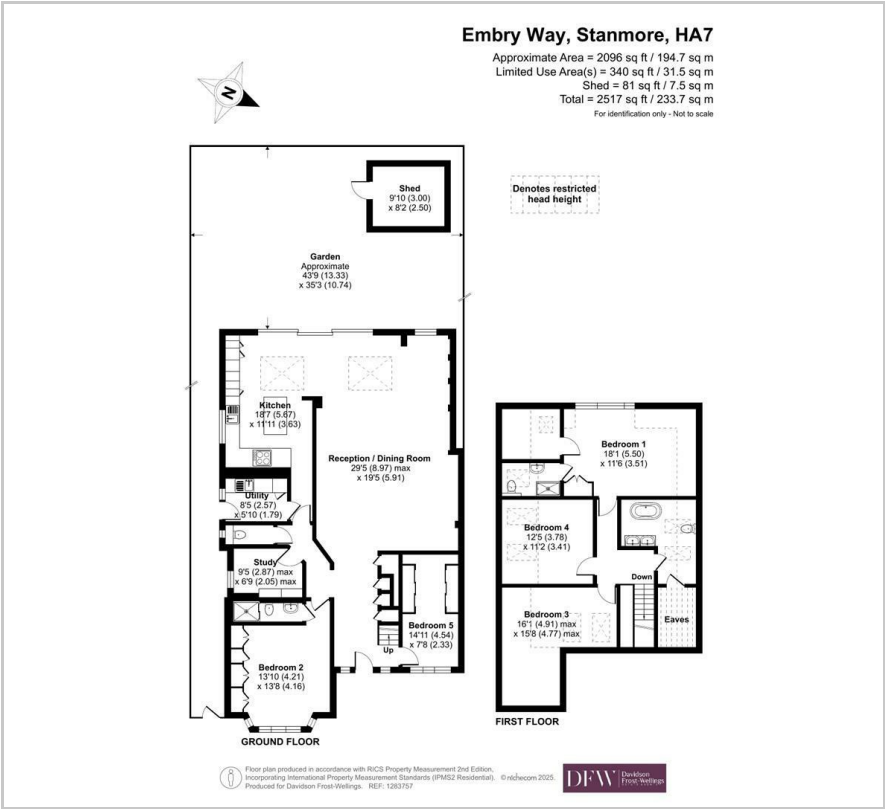 Embry Way, Stanmore, HA7
Approximate Area = 2096 sq ft / 194.7 sq m
Limited Use Area(s) = 340 sq ft / 31.5 sq m
Shed = 81 sq ft / 7.5 sq m
Total = 2517 sq ft / 233.7 sq m
For identification only - Not to scale
N
Shed
9'10 (3.00)
x 8'2 (2.50)
Denotes restricted
head height
Garden
Approximate
43'9 (13.33)
x 35'3 (10.74)
Kitchen
18'7 (5.67)
x 11'11 (3.63)
Reception / Dining Room
29'5 (8.97) max
x 19'5 (5.91)
Utility
8'5 (2.57)
x 5'10 (1.79)
Study
9'5 (2.87) max
x 6'9 (2.05) max
Bedroom 5
14'11 (4.54)
x 7'8 (2.33)
Up
Bedroom 2
13'10 (4.21)
x 13'8 (4.16)
GROUND FLOOR
Bedroom 1
18'1 (5.50)
x 11'6 (3.51)
Bedroom 4
12'5 (3.78)
x 11'2 (3.41)
Down
Bedroom 3
16'1 (4.91) max
x 15'8 (4.77) max
Eaves
FIRST FLOOR
Floor plan produced in accordance with RICS Property Measurement 2nd Edition,
Incorporating International Property Measurement Standards (IPMS2 Residential). © nichecom 2025.
Produced for Davidson Frost-Wellings. REF: 1283757
DFW
Davidson
Frost-Wellings